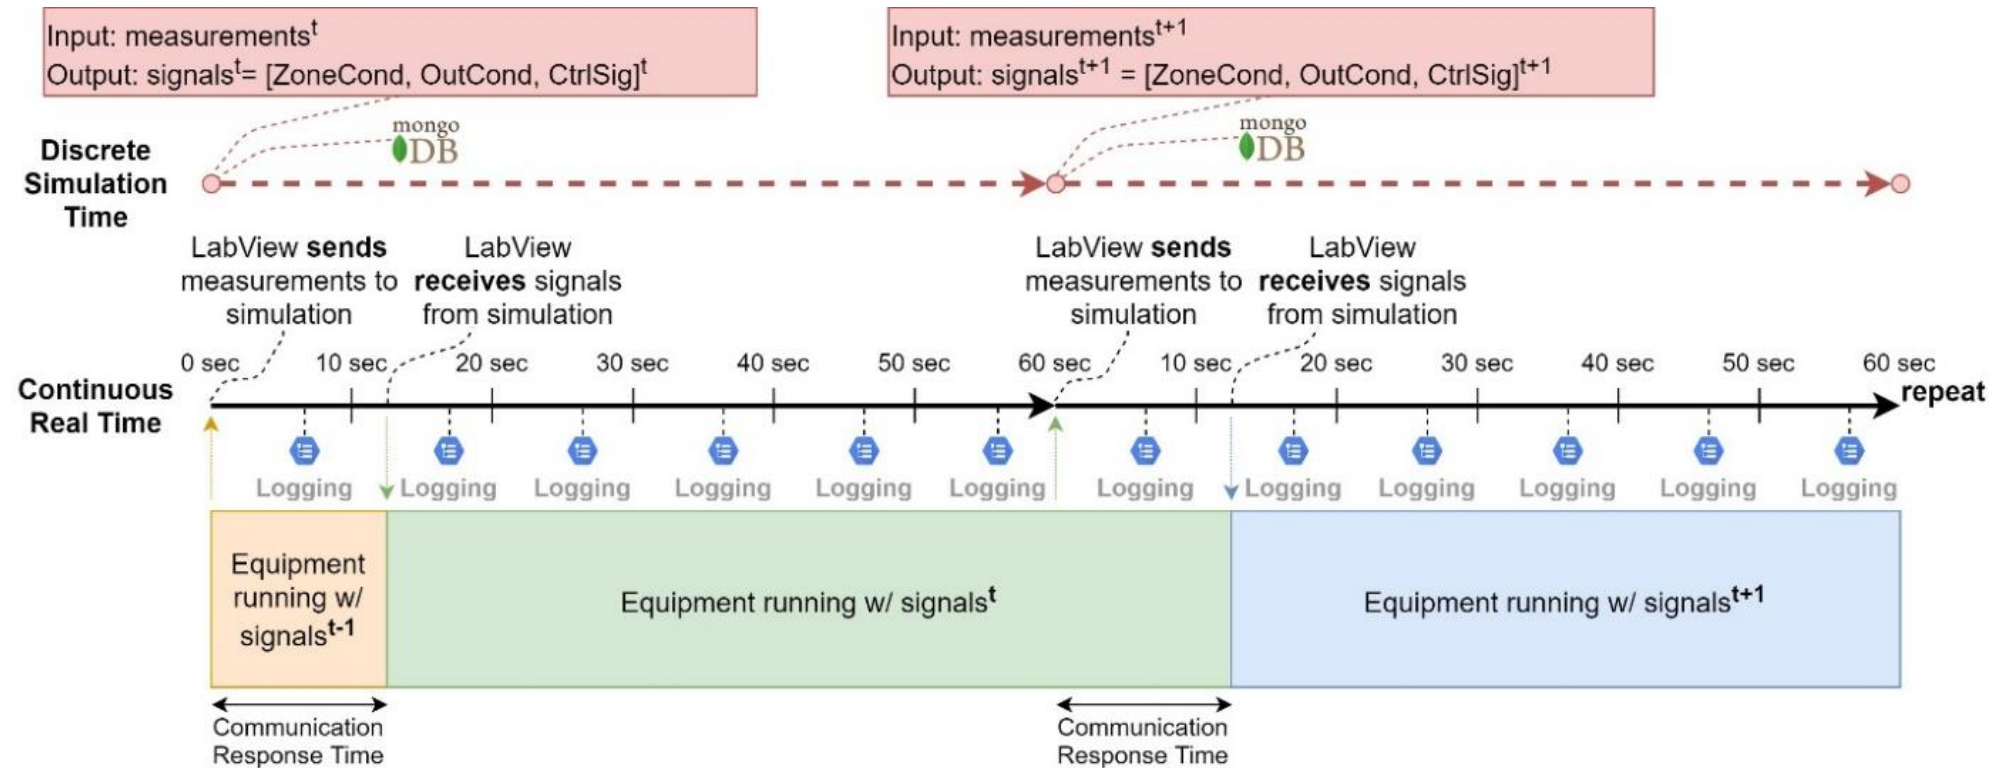 Input: measurementsᵗ
Output: signalsᵗ= [ZoneCond, OutCond, CtrlSig]ᵗ
Input: measurementsᵗ⁺¹
Output: signalsᵗ⁺¹ = [ZoneCond, OutCond, CtrlSig]ᵗ⁺¹
mongo
DB
mongo
DB
Discrete
Simulation
Time
LabView sends
measurements to
simulation
LabView
receives signals
from simulation
LabView sends
measurements to
simulation
LabView
receives signals
from simulation
0 sec 10 sec 20 sec 30 sec 40 sec 50 sec 60 sec 10 sec 20 sec 30 sec 40 sec 50 sec 60 sec
Continuous
Real Time
repeat
Logging Logging Logging Logging Logging Logging Logging Logging Logging Logging Logging Logging
Equipment
running w/
signalsᵗ⁻¹
Equipment running w/ signalsᵗ
Equipment running w/ signalsᵗ⁺¹
Communication
Response Time
Communication
Response Time